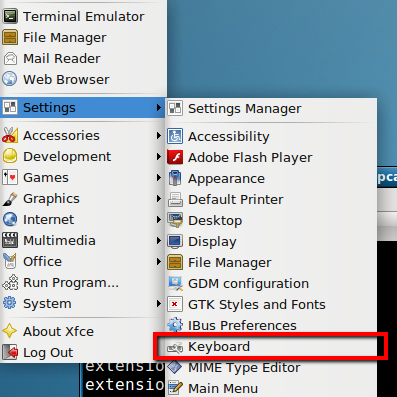 Terminal Emulator
File Manager
Mail Reader
Web Browser
Settings
Accessories
Development
Games
Graphics
Internet
Multimedia
Office
Run Program...
System
About Xfce
Log Out
Settings Manager
Accessibility
Adobe Flash Player
Appearance
Default Printer
Desktop
Display
File Manager
GDM configuration
GTK Styles and Fonts
IBus Preferences
Keyboard
MIME Type Editor
Main Menu
pca
extensio
extensio